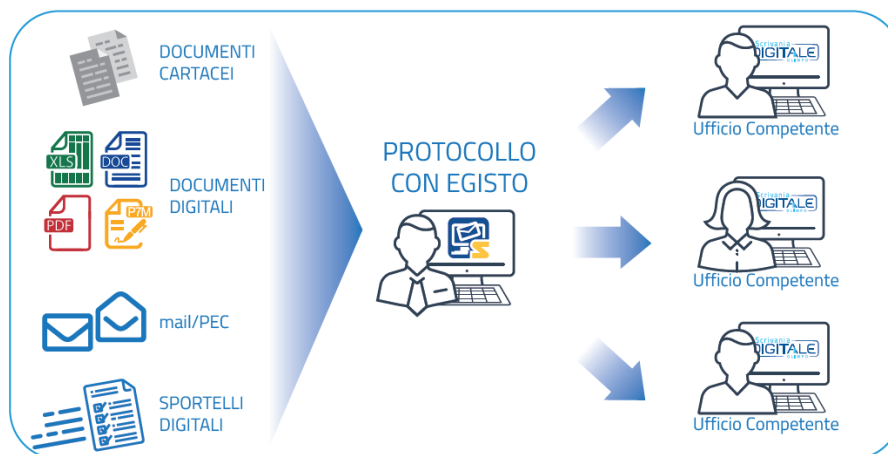 DOCUMENTI
CARTACEI
XLS
DOC
DOCUMENTI
DIGITALI
PDF
P7M
mail/PEC
SPORTELLI
DIGITALI
PROTOCOLLO
CON EGISTO
S
Scrivania
DIGITALE
Ufficio Competente
Scrivania
DIGITALE
Ufficio Competente
Scrivania
DIGITALE
Ufficio Competente